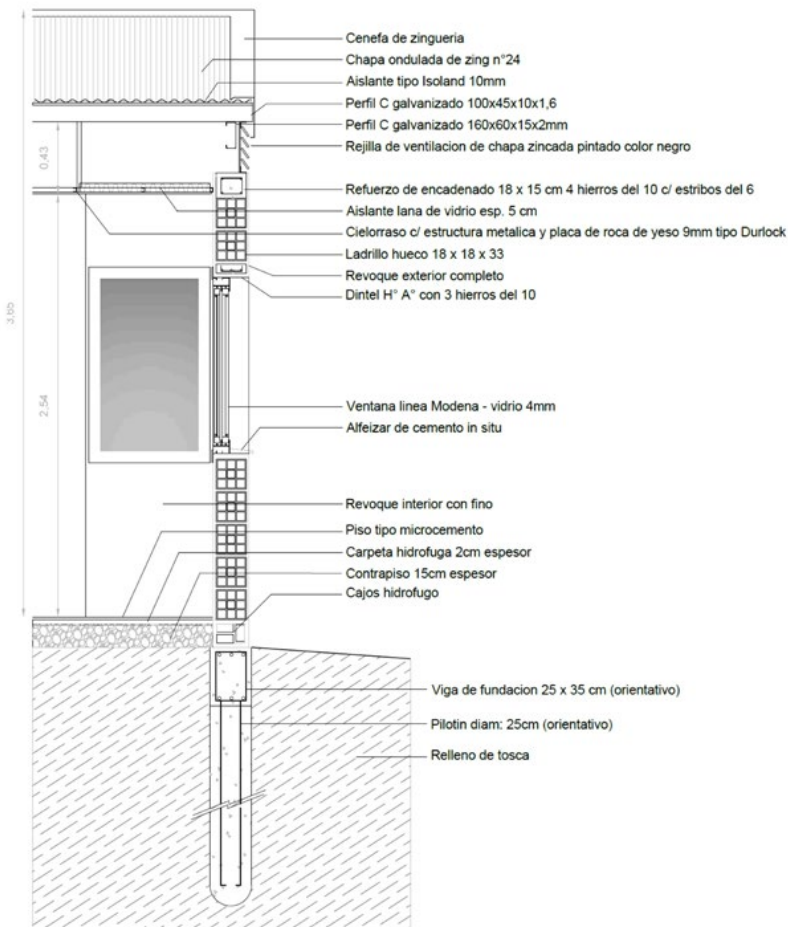 Cenefa de zingueria
Chapa ondulada de zing n°24
Aislante tipo Isoland 10mm
Perfil C galvanizado 100x45x10x1,6
Perfil C galvanizado 160x60x15x2mm
Rejilla de ventilacion de chapa zincada pintado color negro
0,43
Refuerzo de encadenado 18 x 15 cm 4 hierros del 10 c/ estribos del 6
Aislante lana de vidrio esp. 5 cm
Cielorraso c/ estructura metalica y placa de roca de yeso 9mm tipo Durlock
Ladrillo hueco 18 x 18 x 33
Revoque exterior completo
Dintel H° A° con 3 hierros del 10
3,65
2,54
Ventana linea Modena - vidrio 4mm
Alfeizar de cemento in situ
Revoque interior con fino
Piso tipo microcemento
Carpeta hidrofuga 2cm espesor
Contrapiso 15cm espesor
Cajos hidrofugo
Viga de fundacion 25 x 35 cm (orientativo)
Pilotin diam: 25cm (orientativo)
Relleno de tosca